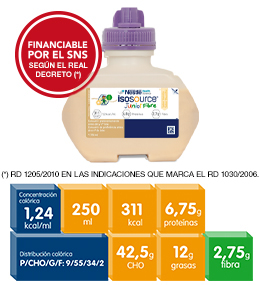 FINANCIABLE
POR EL SNS
SEGÚN EL REAL
DECRETO (*)
Nestlé
isosource
Junior Fibre
(*) RD 1205/2010 EN LAS INDICACIONES QUE MARCA EL RD 1030/2006.
Concentración
calórica
1,24
kcal/ml
250
ml
311
kcal
6,75g
proteínas
Distribución calórica
P/CHO/G/F: 9/55/34/2
42,5g
CHO
12g
grasas
2,75g
fibra